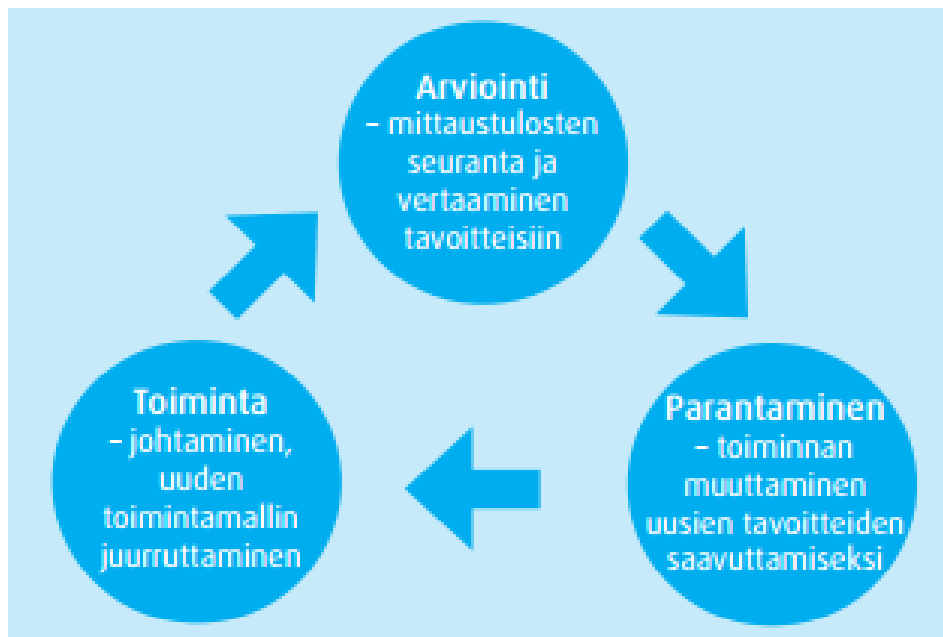 Arviointi
– mittaustulosten
seuranta ja
vertaaminen
tavoitteisiin
Toiminta
– johtaminen,
uuden
toimintamallin
juurruttaminen
Parantaminen
– toiminnan
muuttaminen
uusien tavoitteiden
saavuttamiseksi